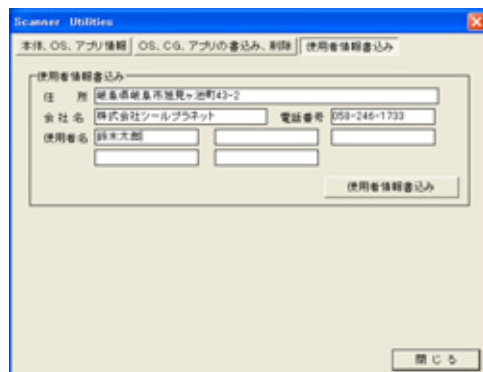 Scanner Utilities
本体、OS、アプリ情報 OS、CG、アプリの書込み、削除 使用者情報書込み
使用者情報書込み
住 所 岐阜県岐阜市旭見ヶ池町43-2
会社名 株式会社ツールプラネット 電話番号 058-246-1733
使用者名 鈴木太郎
使用者情報書込み
閉じる